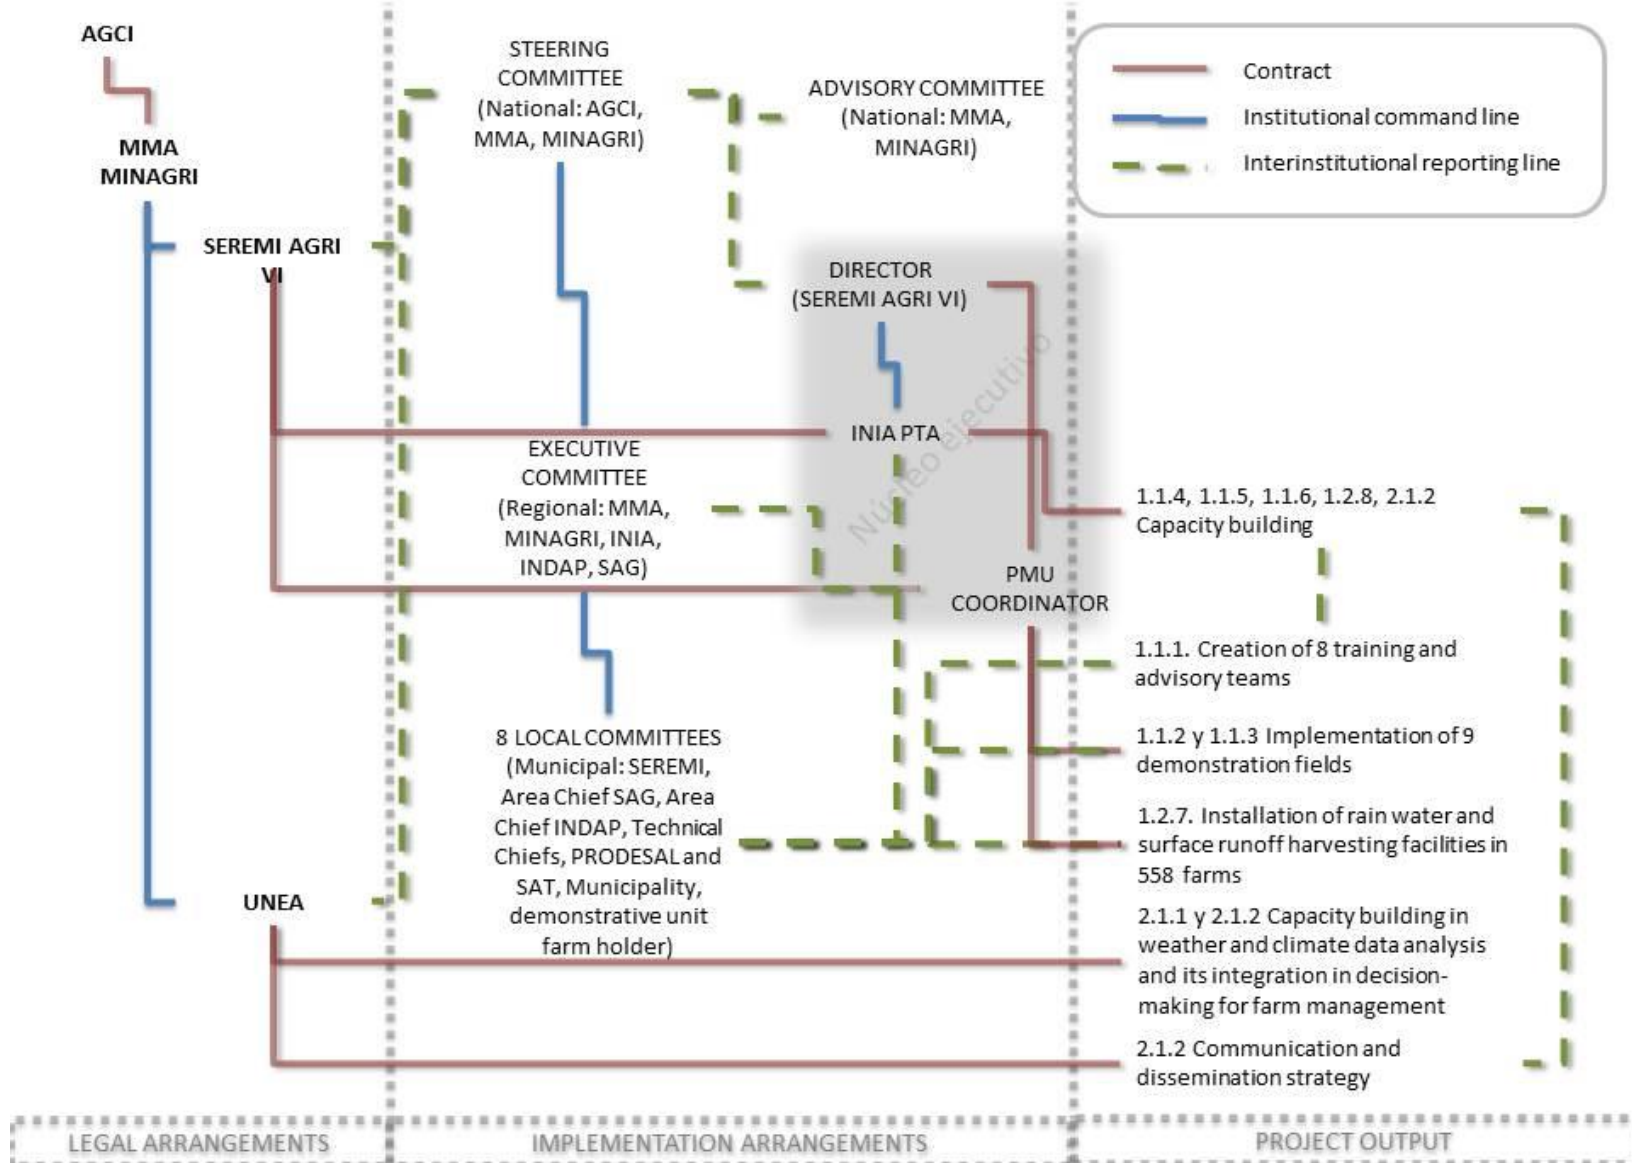 AGCI
MMA
MINAGRI
SEREMI AGRI
VI
UNEA
STEERING
COMMITTEE
(National: AGCI,
MMA, MINAGRI)
ADVISORY COMMITTEE
(National: MMA,
MINAGRI)
Contract
Institutional command line
Interinstitutional reporting line
DIRECTOR
(SEREMI AGRI VI)
Núcleo ejecutivo
INIA PTA
EXECUTIVE
COMMITTEE
(Regional: MMA,
MINAGRI, INIA,
INDAP, SAG)
PMU
COORDINATOR
8 LOCAL COMMITTEES
(Municipal: SEREMI,
Area Chief SAG, Area
Chief INDAP, Technical
Chiefs, PRODESAL and
SAT, Municipality,
demonstrative unit
farm holder)
1.1.4, 1.1.5, 1.1.6, 1.2.8, 2.1.2
Capacity building
1.1.1. Creation of 8 training and
advisory teams
1.1.2 y 1.1.3 Implementation of 9
demonstration fields
1.2.7. Installation of rain water and
surface runoff harvesting facilities in
558 farms
2.1.1 y 2.1.2 Capacity building in
weather and climate data analysis
and its integration in decision-
making for farm management
2.1.2 Communication and
dissemination strategy
LEGAL ARRANGEMENTS
IMPLEMENTATION ARRANGEMENTS
PROJECT OUTPUT